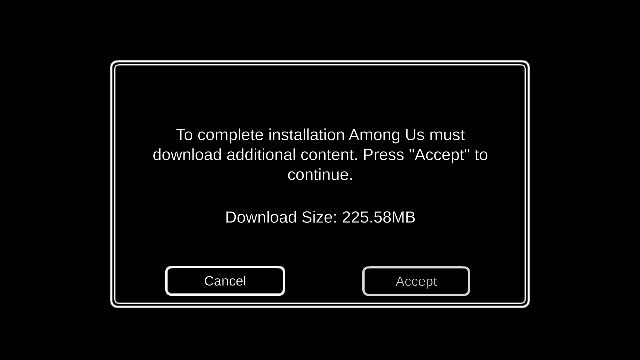 To complete installation Among Us must
download additional content. Press "Accept" to
continue.
Download Size: 225.58MB
Cancel
Accept